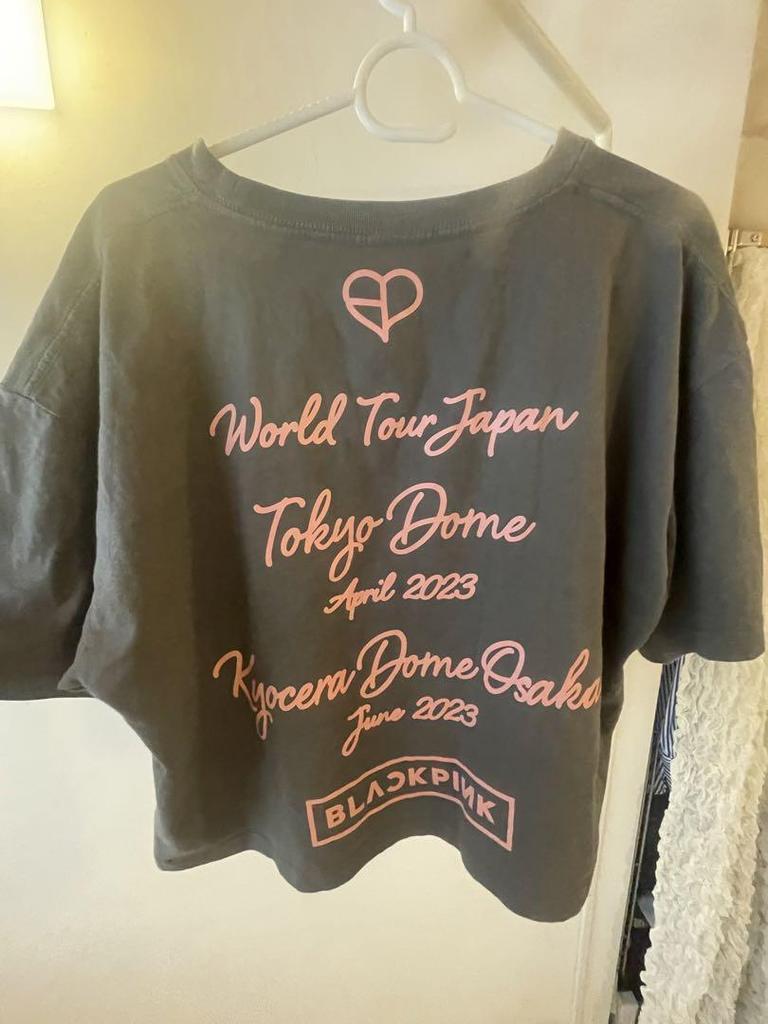 World Tour Japan
Tokyo Dome
April 2023
Kyocera Dome Osaka
June 2023
BLACKPINK